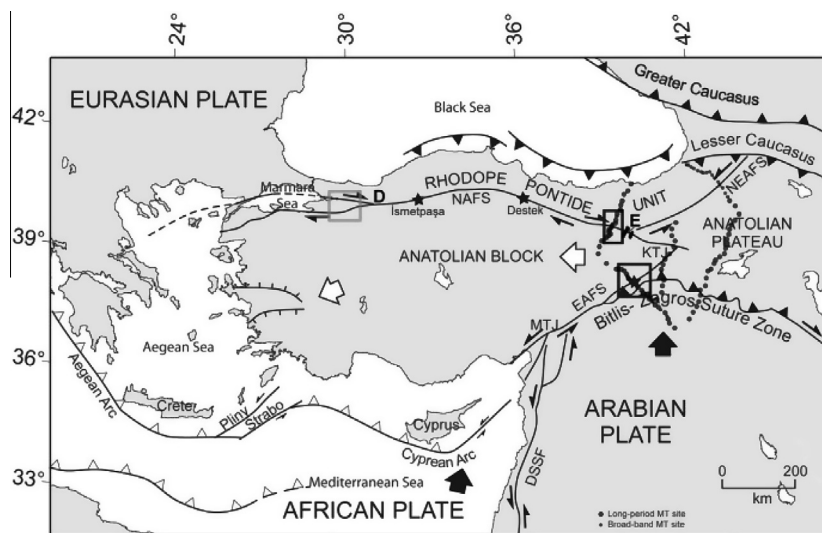 24° 30° 36° 42°
42°
39°
36°
33°
EURASIAN PLATE
Black Sea
Greater Caucasus
Lesser Caucasus
NEAFS
Marmara
Sea
D
RHODOPE
PONTIDE
UNIT
NAFS
İsmetpaşa
Destek
E
ANATOLIAN
PLATEAU
ANATOLIAN BLOCK
KTJ
EAFS
Bitlis-Zagros Suture Zone
MTJ
Aegean Sea
Aegean Arc
Crete
Pliny
Strabo
Cyprus
Cyprean Arc
ARABIAN
PLATE
DSSF
Mediterranean Sea
AFRICAN PLATE
0 200
km
Long-period MT site
Broad-band MT site